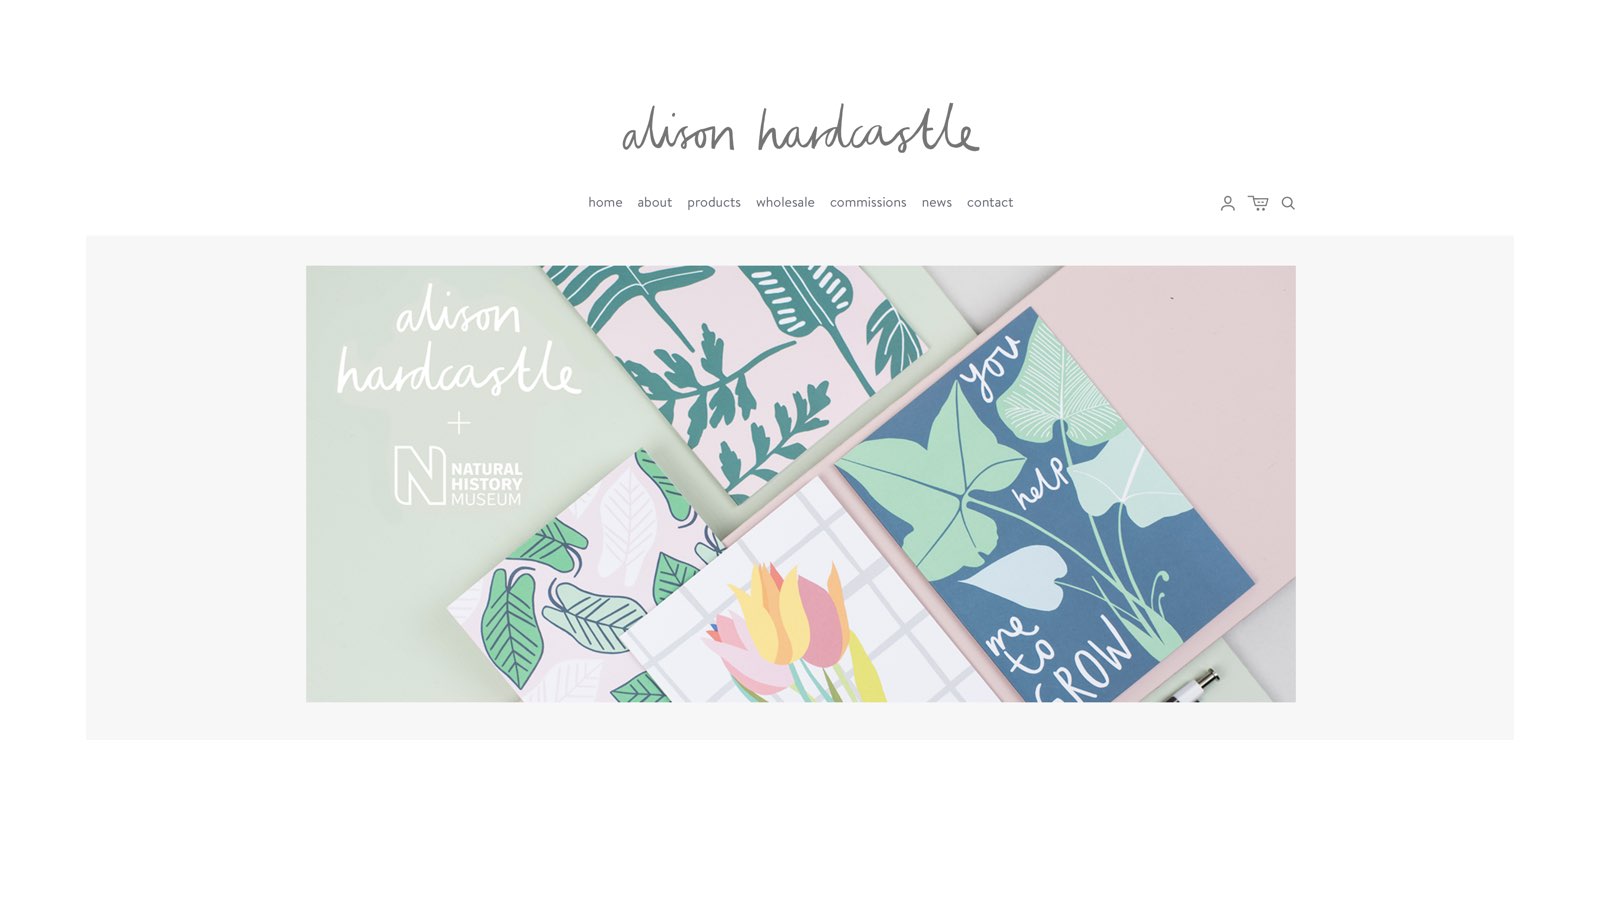 alison hardcastle
home about products wholesale commissions news contact
alison
hardcastle
+
N NATURAL
HISTORY
MUSEUM
you
help
me
to
GROW